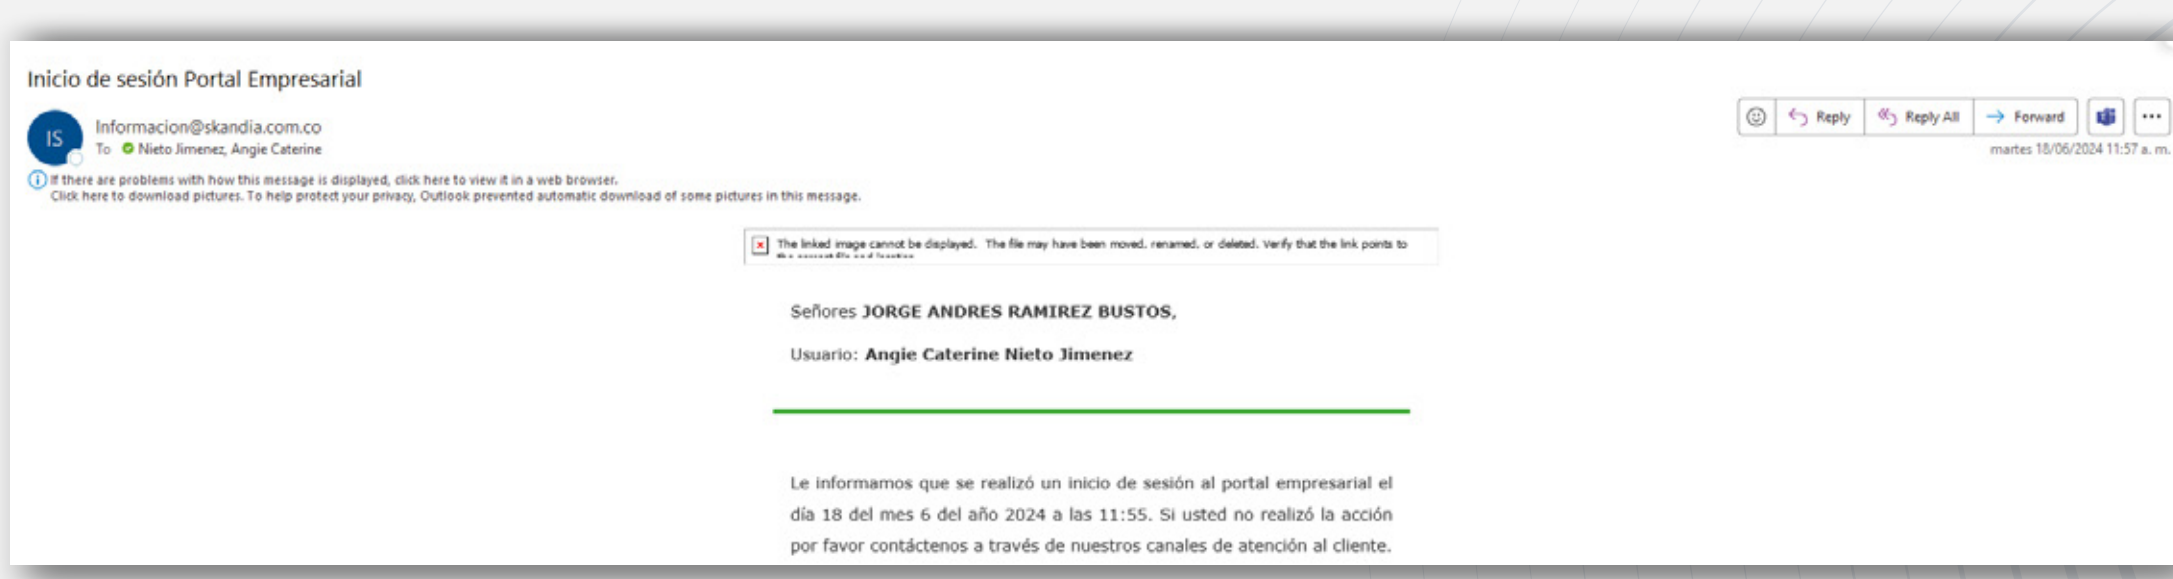 Inicio de sesión Portal Empresarial
IS
Informacion@skandia.com.co
To Nieto Jimenez, Angie Caterine
Reply
Reply All
Forward
martes 18/06/2024 11:57 a. m.
If there are problems with how this message is displayed, click here to view it in a web browser.
Click here to download pictures. To help protect your privacy, Outlook prevented automatic download of some pictures in this message.
The linked image cannot be displayed. The file may have been moved, renamed, or deleted. Verify that the link points to
Señores JORGE ANDRES RAMIREZ BUSTOS,
Usuario: Angie Caterine Nieto Jimenez
Le informamos que se realizó un inicio de sesión al portal empresarial el
día 18 del mes 6 del año 2024 a las 11:55. Si usted no realizó la acción
por favor contáctenos a través de nuestros canales de atención al cliente.